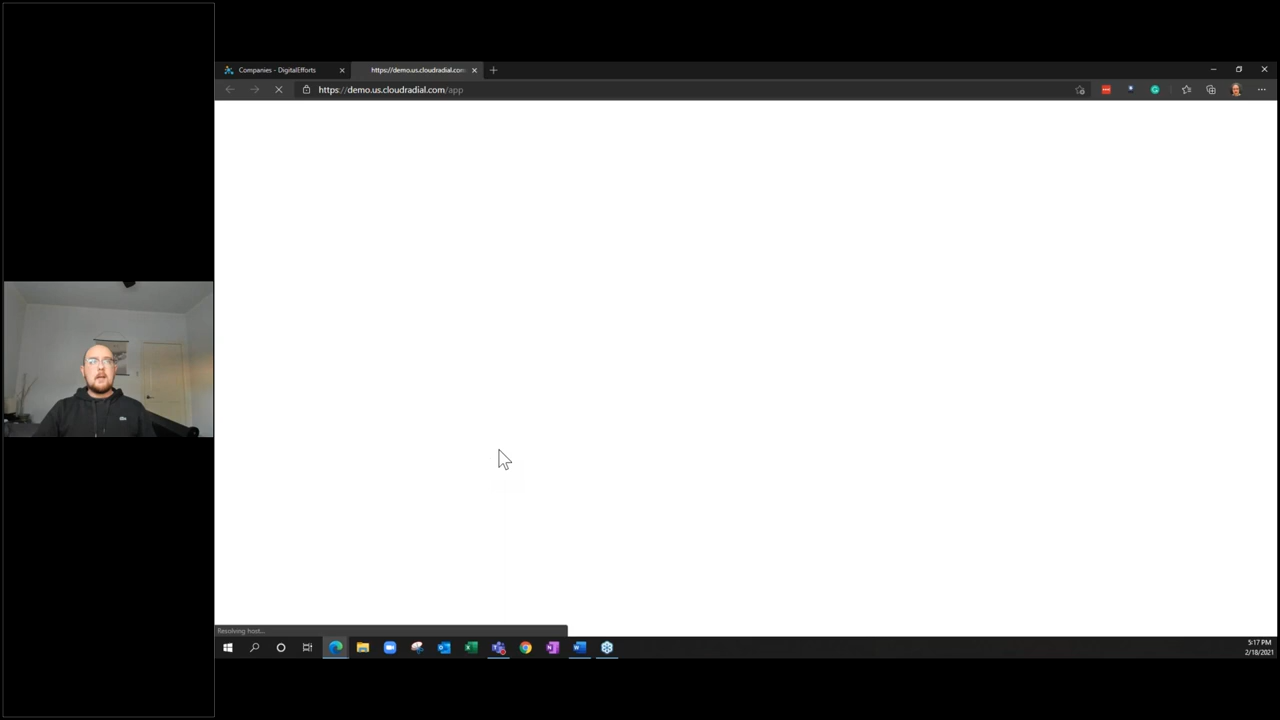 Companies - DigitalEfforts
https://demo.us.cloudradial.com
https://demo.us.cloudradial.com/app
Resolving host...
5:17 PM
2/18/2021